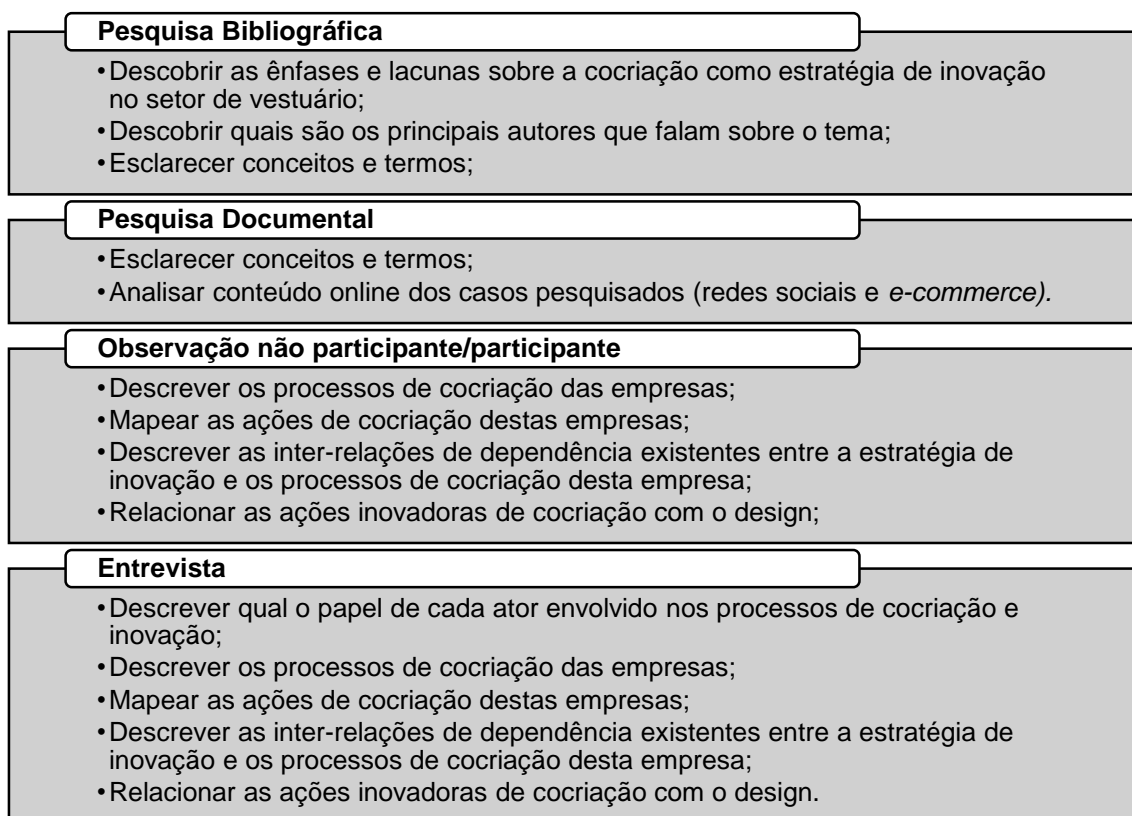 Pesquisa Bibliográfica
•Descobrir as ênfases e lacunas sobre a cocriação como estratégia de inovação
no setor de vestuário;
•Descobrir quais são os principais autores que falam sobre o tema;
•Esclarecer conceitos e termos;
Pesquisa Documental
•Esclarecer conceitos e termos;
•Analisar conteúdo online dos casos pesquisados (redes sociais e e-commerce).
Observação não participante/participante
•Descrever os processos de cocriação das empresas;
•Mapear as ações de cocriação destas empresas;
•Descrever as inter-relações de dependência existentes entre a estratégia de
inovação e os processos de cocriação desta empresa;
•Relacionar as ações inovadoras de cocriação com o design;
Entrevista
•Descrever qual o papel de cada ator envolvido nos processos de cocriação e
inovação;
•Descrever os processos de cocriação das empresas;
•Mapear as ações de cocriação destas empresas;
•Descrever as inter-relações de dependência existentes entre a estratégia de
inovação e os processos de cocriação desta empresa;
•Relacionar as ações inovadoras de cocriação com o design.